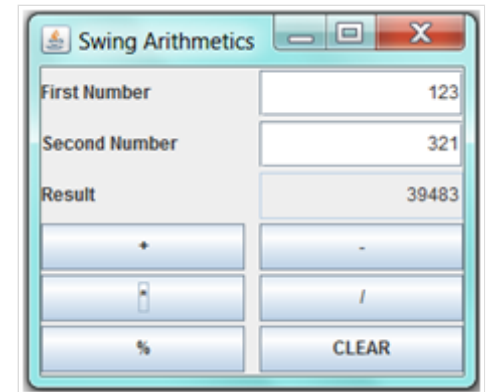 Swing Arithmetics
First Number 123
Second Number 321
Result 39483
+ -
* /
% CLEAR